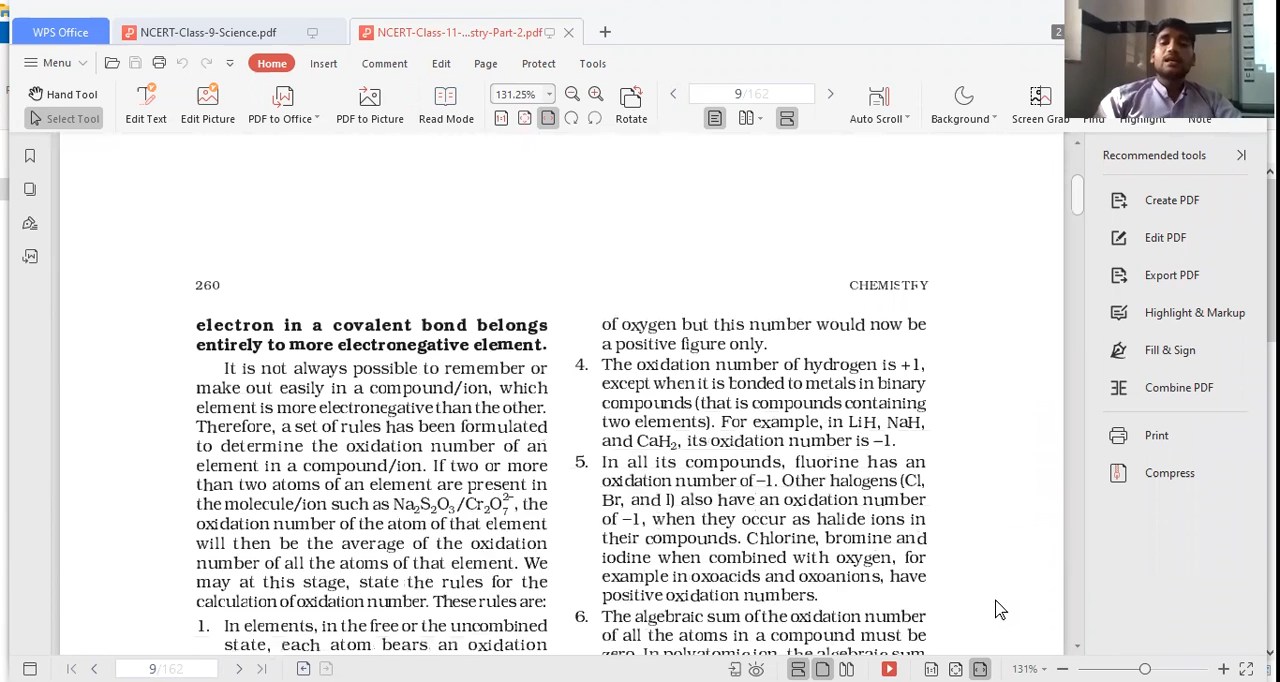 WPS Office
NCERT-Class-9-Science.pdf
NCERT-Class-11-...stry-Part-2.pdf
2
Menu
Home
Insert
Comment
Edit
Page
Protect
Tools
Hand Tool
Select Tool
Edit Text
Edit Picture
PDF to Office
PDF to Picture
Read Mode
131.25%
Rotate
9/162
Auto Scroll
Background
Screen Grab
Find
Highlight
Note
Recommended tools
Create PDF
Edit PDF
Export PDF
Highlight & Markup
Fill & Sign
Combine PDF
Print
Compress
260
CHEMISTRY
electron in a covalent bond belongs
entirely to more electronegative element.
It is not always possible to remember or
make out easily in a compound/ion, which
element is more electronegative than the other.
Therefore, a set of rules has been formulated
to determine the oxidation number of an
element in a compound/ion. If two or more
than two atoms of an element are present in
the molecule/ion such as Na₂S₂O₃/Cr₂O₇²⁻, the
oxidation number of the atom of that element
will then be the average of the oxidation
number of all the atoms of that element. We
may at this stage, state the rules for the
calculation of oxidation number. These rules are:
1. In elements, in the free or the uncombined
state, each atom bears an oxidation
of oxygen but this number would now be
a positive figure only.
4. The oxidation number of hydrogen is +1,
except when it is bonded to metals in binary
compounds (that is compounds containing
two elements). For example, in LiH, NaH,
and CaH₂, its oxidation number is –1.
5. In all its compounds, fluorine has an
oxidation number of –1. Other halogens (Cl,
Br, and I) also have an oxidation number
of –1, when they occur as halide ions in
their compounds. Chlorine, bromine and
iodine when combined with oxygen, for
example in oxoacids and oxoanions, have
positive oxidation numbers.
6. The algebraic sum of the oxidation number
of all the atoms in a compound must be
zero. In polyatomic ion, the algebraic sum
9/162
131%